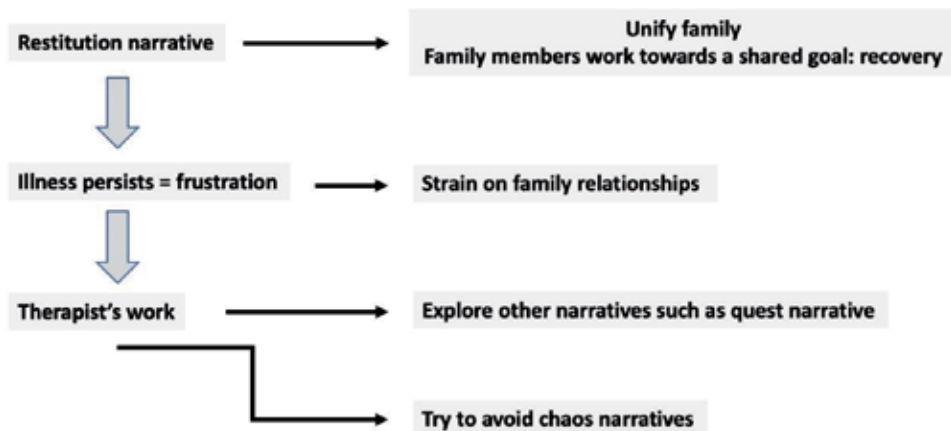 Restitution narrative
Unify family
Family members work towards a shared goal: recovery
Illness persists = frustration
Strain on family relationships
Therapist's work
Explore other narratives such as quest narrative
Try to avoid chaos narratives